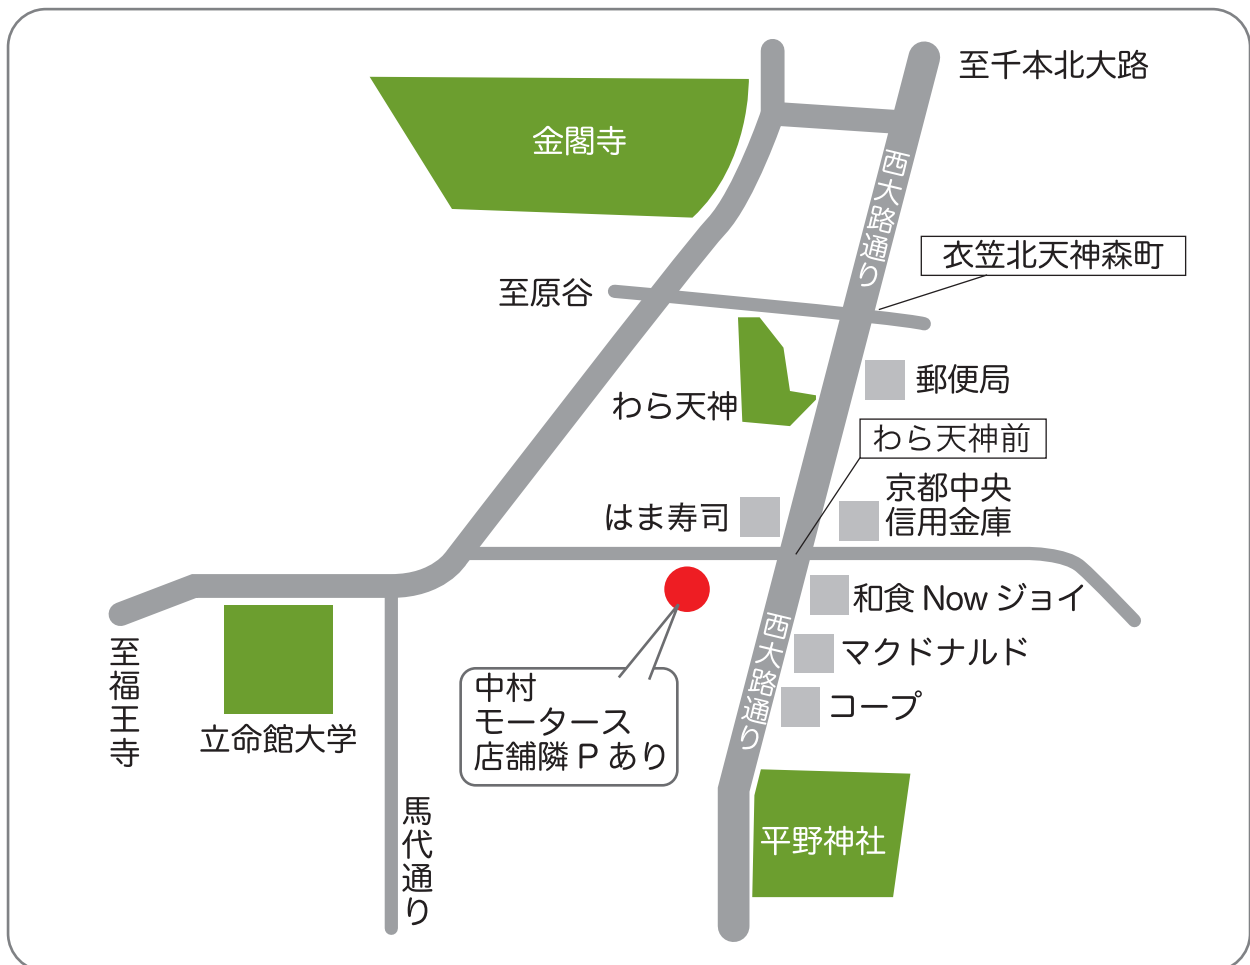 至千本北大路
金閣寺
西大路通り
衣笠北天神森町
至原谷
郵便局
わら天神
わら天神前
京都中央
信用金庫
はま寿司
和食 Now ジョイ
西大路通り
至福王寺
マクドナルド
中村
モータース
店舗隣 P あり
コープ
立命館大学
馬代通り
平野神社